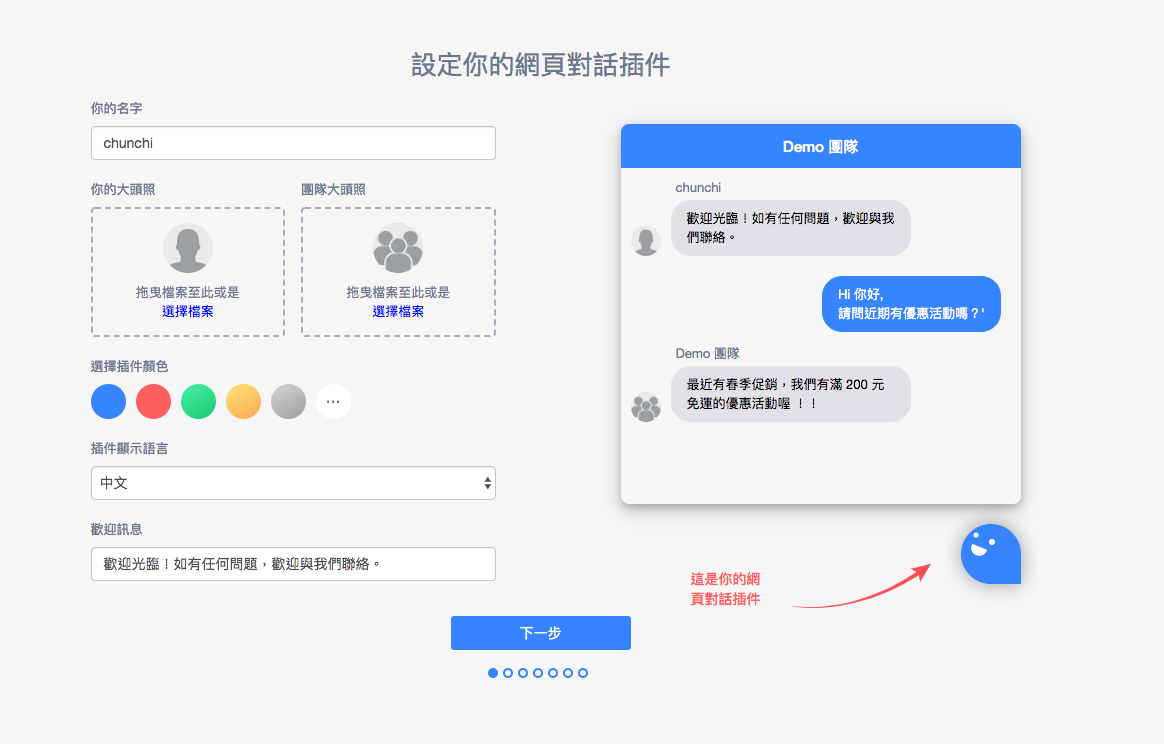 設定你的網頁對話插件
你的名字
chunchi
你的大頭照
團隊大頭照
拖曳檔案至此或是
選擇檔案
拖曳檔案至此或是
選擇檔案
選擇插件顏色
...
插件顯示語言
中文
歡迎訊息
歡迎光臨!如有任何問題,歡迎與我們聯絡。
Demo 團隊
chunchi
歡迎光臨!如有任何問題,歡迎與我
們聯絡。
Hi 你好,
請問近期有優惠活動嗎?'
Demo 團隊
最近有春季促銷,我們有滿 200 元
免運的優惠活動喔 !!
這是你的網
頁對話插件
下一步